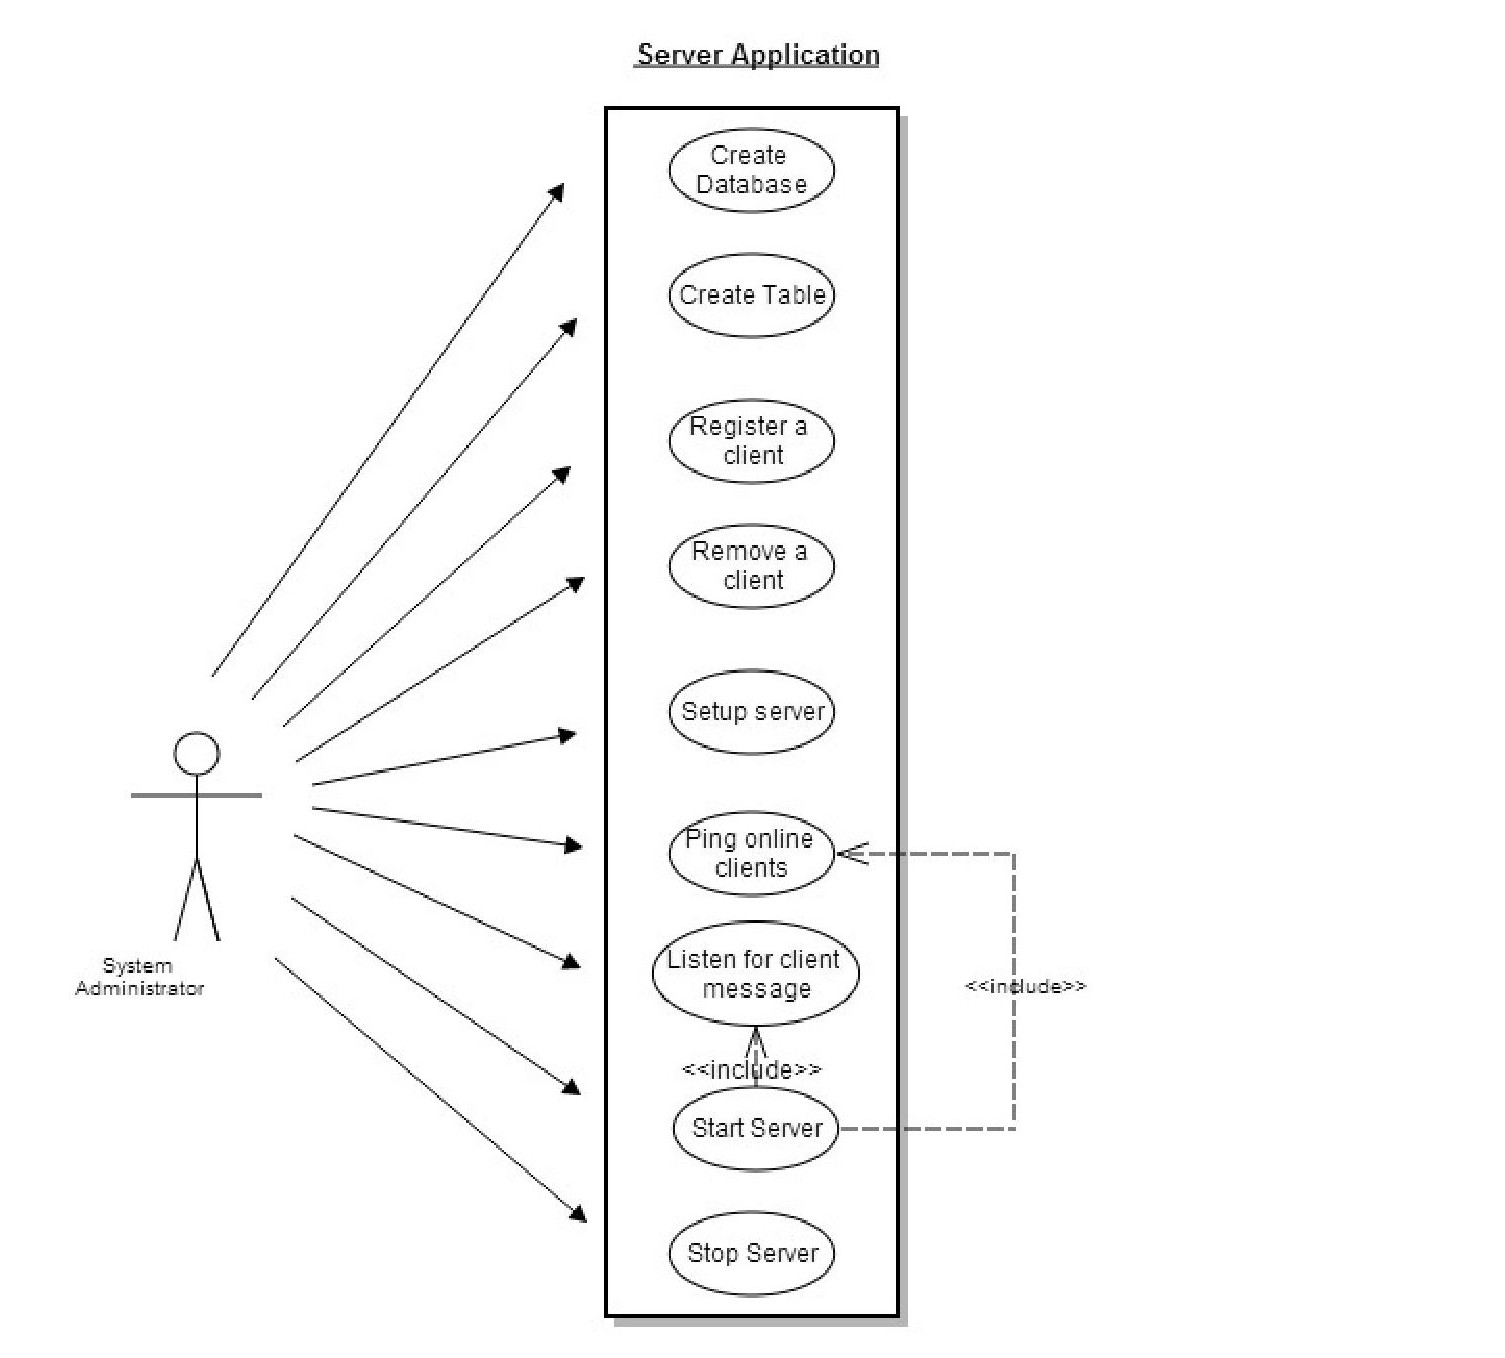 Server Application
Create
Database
Create Table
Register a
client
Remove a
client
Setup server
Ping online
clients
Listen for client
message
<<include>>
<<include>>
Start Server
Stop Server
System
Administrator